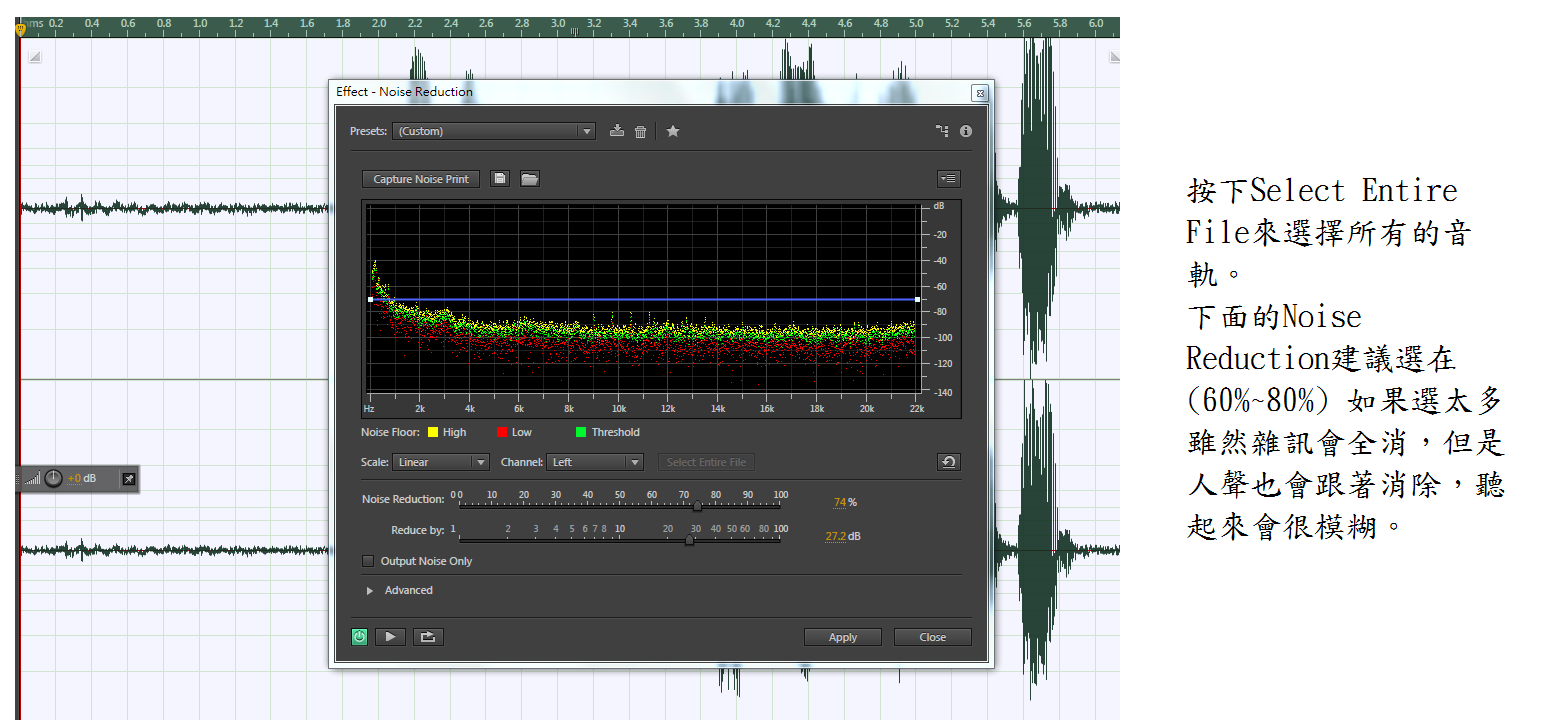 ms 0.2 0.4 0.6 0.8 1.0 1.2 1.4 1.6 1.8 2.0 2.2 2.4 2.6 2.8 3.0 3.2 3.4 3.6 3.8 4.0 4.2 4.4 4.6 4.8 5.0 5.2 5.4 5.6 5.8 6.0
Effect - Noise Reduction
Presets: (Custom)
Capture Noise Print
dB
-20
-40
-60
-80
-100
-120
-140
Hz 2k 4k 6k 8k 10k 12k 14k 16k 18k 20k 22k
Noise Floor: High Low Threshold
Scale: Linear Channel: Left Select Entire File
+0 dB
Noise Reduction: 0 0 10 20 30 40 50 60 70 80 90 100 74 %
Reduce by: 1 2 3 4 5 6 7 8 10 20 30 40 50 60 80 100 27.2 dB
Output Noise Only
Advanced
Apply Close
按下Select Entire
File來選擇所有的音
軌。
下面的Noise
Reduction建議選在
(60%~80%) 如果選太多
雖然雜訊會全消，但是
人聲也會跟著消除，聽
起來會很模糊。